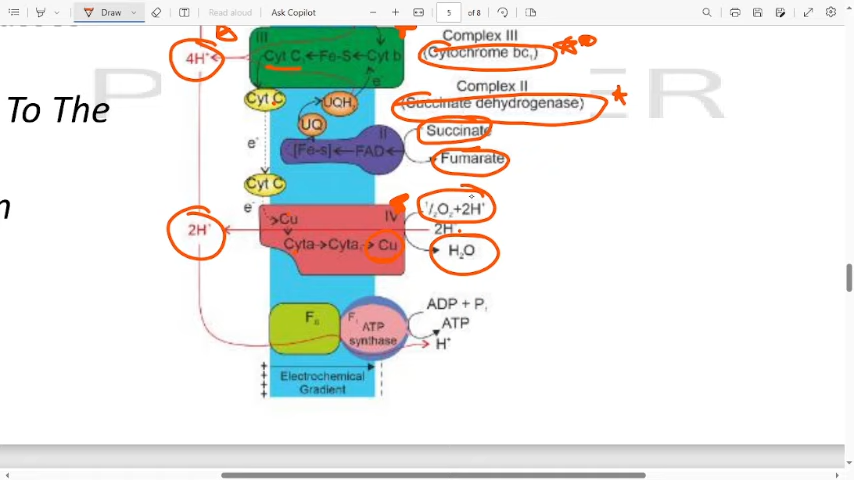 Draw
Read aloud
Ask Copilot
5
of 8
To The
III
Complex III
(Cytochrome bc₁)
4H⁺
Cyt C₁←Fe-S←Cyt b
e⁻
Complex II
(Succinate dehydrogenase)
Cyt C
UQH₂
UQ
II
Succinate
[Fe-s]←FAD
Fumarate
e⁻
Cyt C
e⁻
IV
¹/₂O₂+2H⁺
2H⁺
Cu
2H⁺
Cyta→Cyta₃→Cu
H₂O
ADP + Pᵢ
F₀
F₁
ATP
synthase
ATP
H⁺
Electrochemical
Gradient